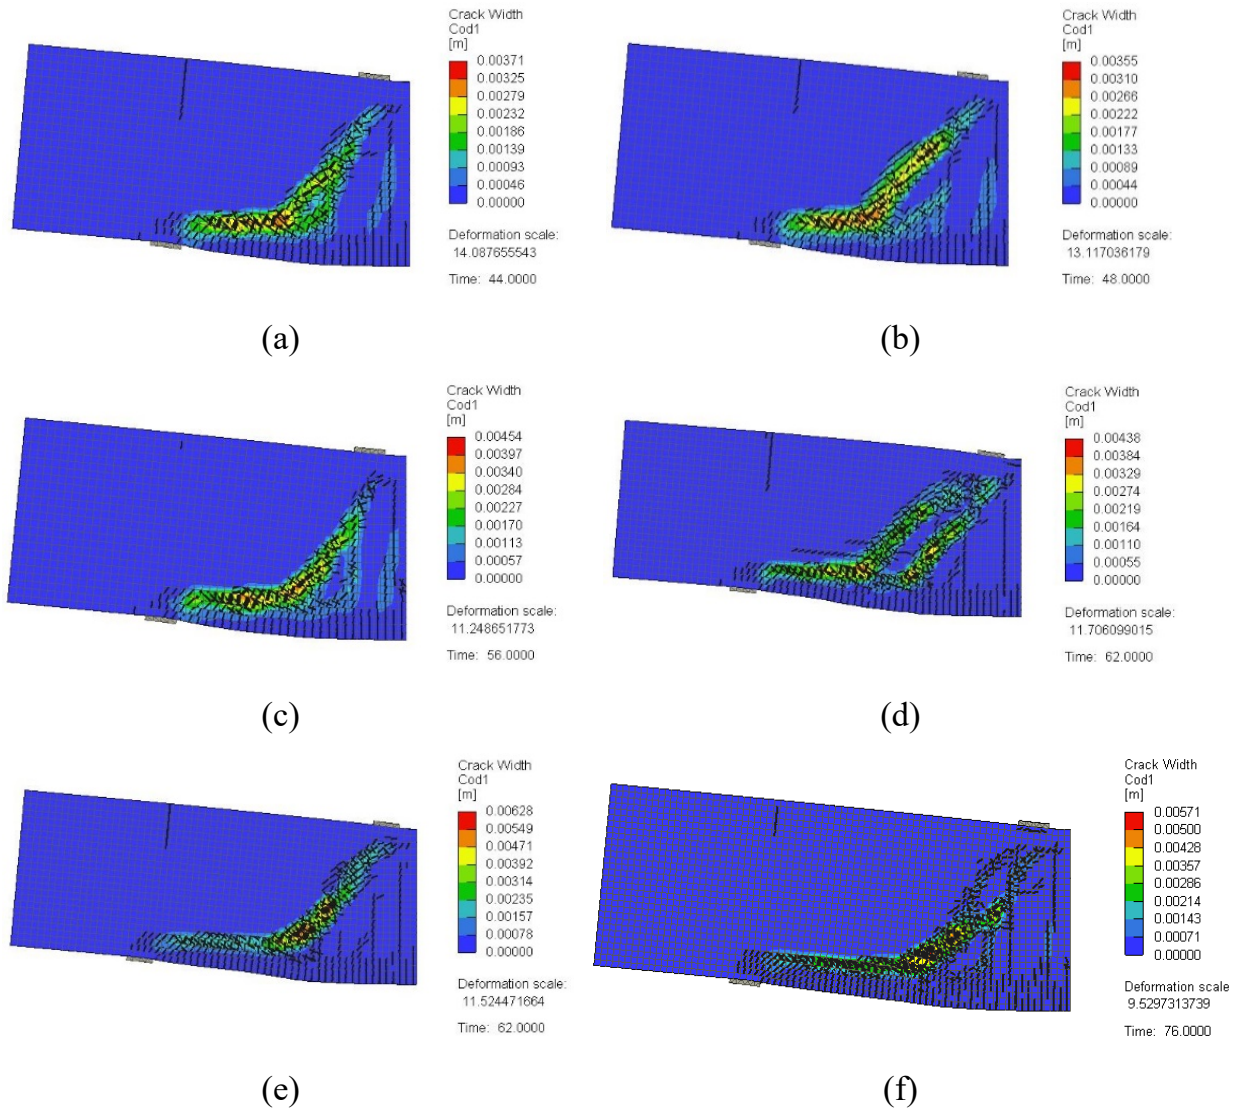 Crack Width
Cod1
[m]
0.00371
0.00325
0.00279
0.00232
0.00186
0.00139
0.00093
0.00046
0.00000
Deformation scale:
14.087655543
Time: 44.0000
(a)
Crack Width
Cod1
[m]
0.00355
0.00310
0.00266
0.00222
0.00177
0.00133
0.00089
0.00044
0.00000
Deformation scale:
13.117036179
Time: 48.0000
(b)
Crack Width
Cod1
[m]
0.00454
0.00397
0.00340
0.00284
0.00227
0.00170
0.00113
0.00057
0.00000
Deformation scale:
11.248651773
Time: 56.0000
(c)
Crack Width
Cod1
[m]
0.00438
0.00384
0.00329
0.00274
0.00219
0.00164
0.00110
0.00055
0.00000
Deformation scale:
11.706099015
Time: 62.0000
(d)
Crack Width
Cod1
[m]
0.00628
0.00549
0.00471
0.00392
0.00314
0.00235
0.00157
0.00078
0.00000
Deformation scale:
11.524471664
Time: 62.0000
(e)
Crack Width
Cod1
[m]
0.00571
0.00500
0.00428
0.00357
0.00286
0.00214
0.00143
0.00071
0.00000
Deformation scale
9.5297313739
Time: 76.0000
(f)